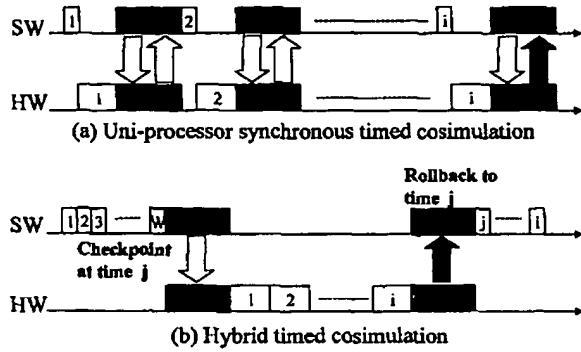 SW 1 2 i
HW i 2 i
(a) Uni-processor synchronous timed cosimulation
Rollback to
time j
SW 1 2 3 W j i
Checkpoint
at time j
HW 1 2 i
(b) Hybrid timed cosimulation